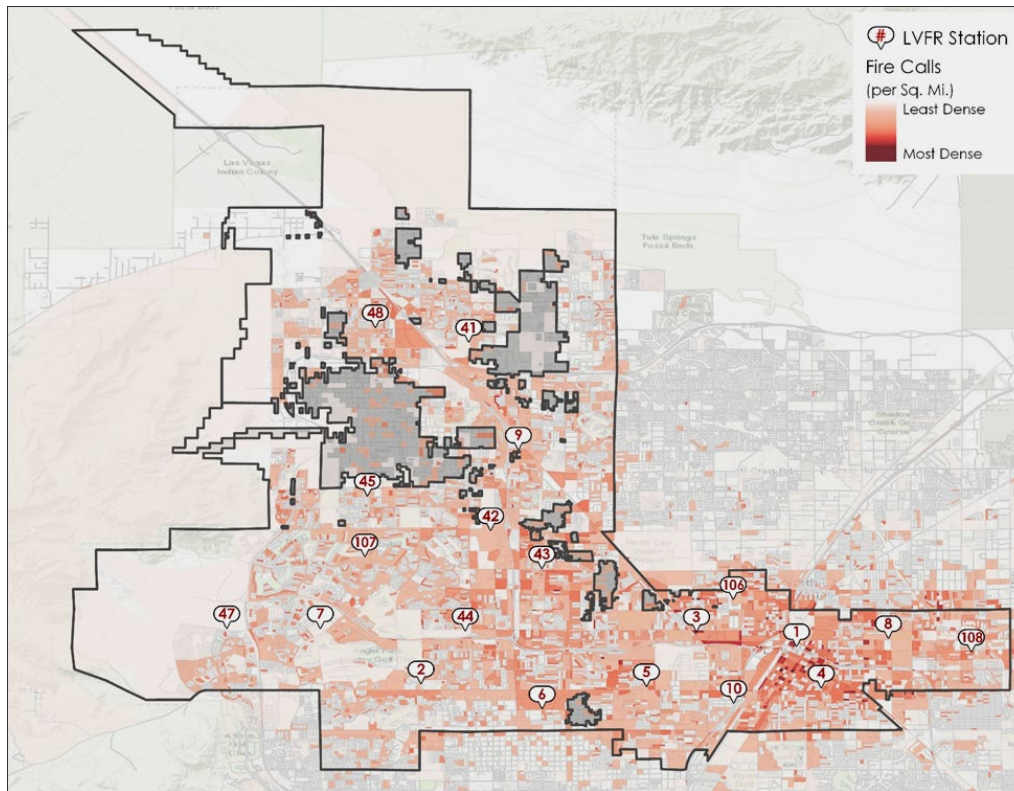 # LVFR Station
Fire Calls
(per Sq. Mi.)
Least Dense
Most Dense
Las Vegas
Indian Colony
Tule Springs
Fossil Beds
48
41
9
45
42
107
43
106
47
7
44
3
1
8
108
2
5
4
6
10